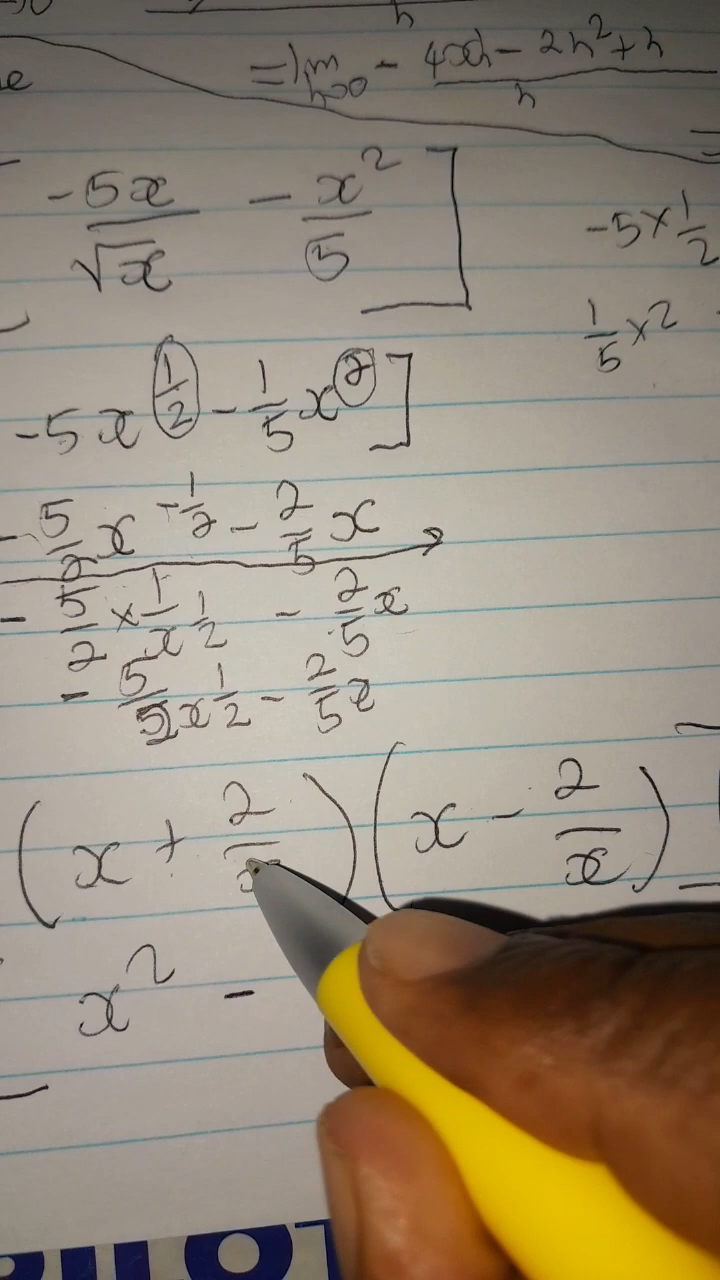 h
e
= lim h→0 - 4xh - 2h² + h / h
=
-5x/√x - x²/5 ]
-5 × 1/2
1/5 × 2
-5x^(1/2) - 1/5 x^(2) ]
- 5/2 x^(-1/2) - 2/5 x
- 5/2 × 1/x^(1/2) - 2/5 x
- 5/2x^(1/2) - 2/5 x
(x + 2/x)(x - 2/x)
x² -